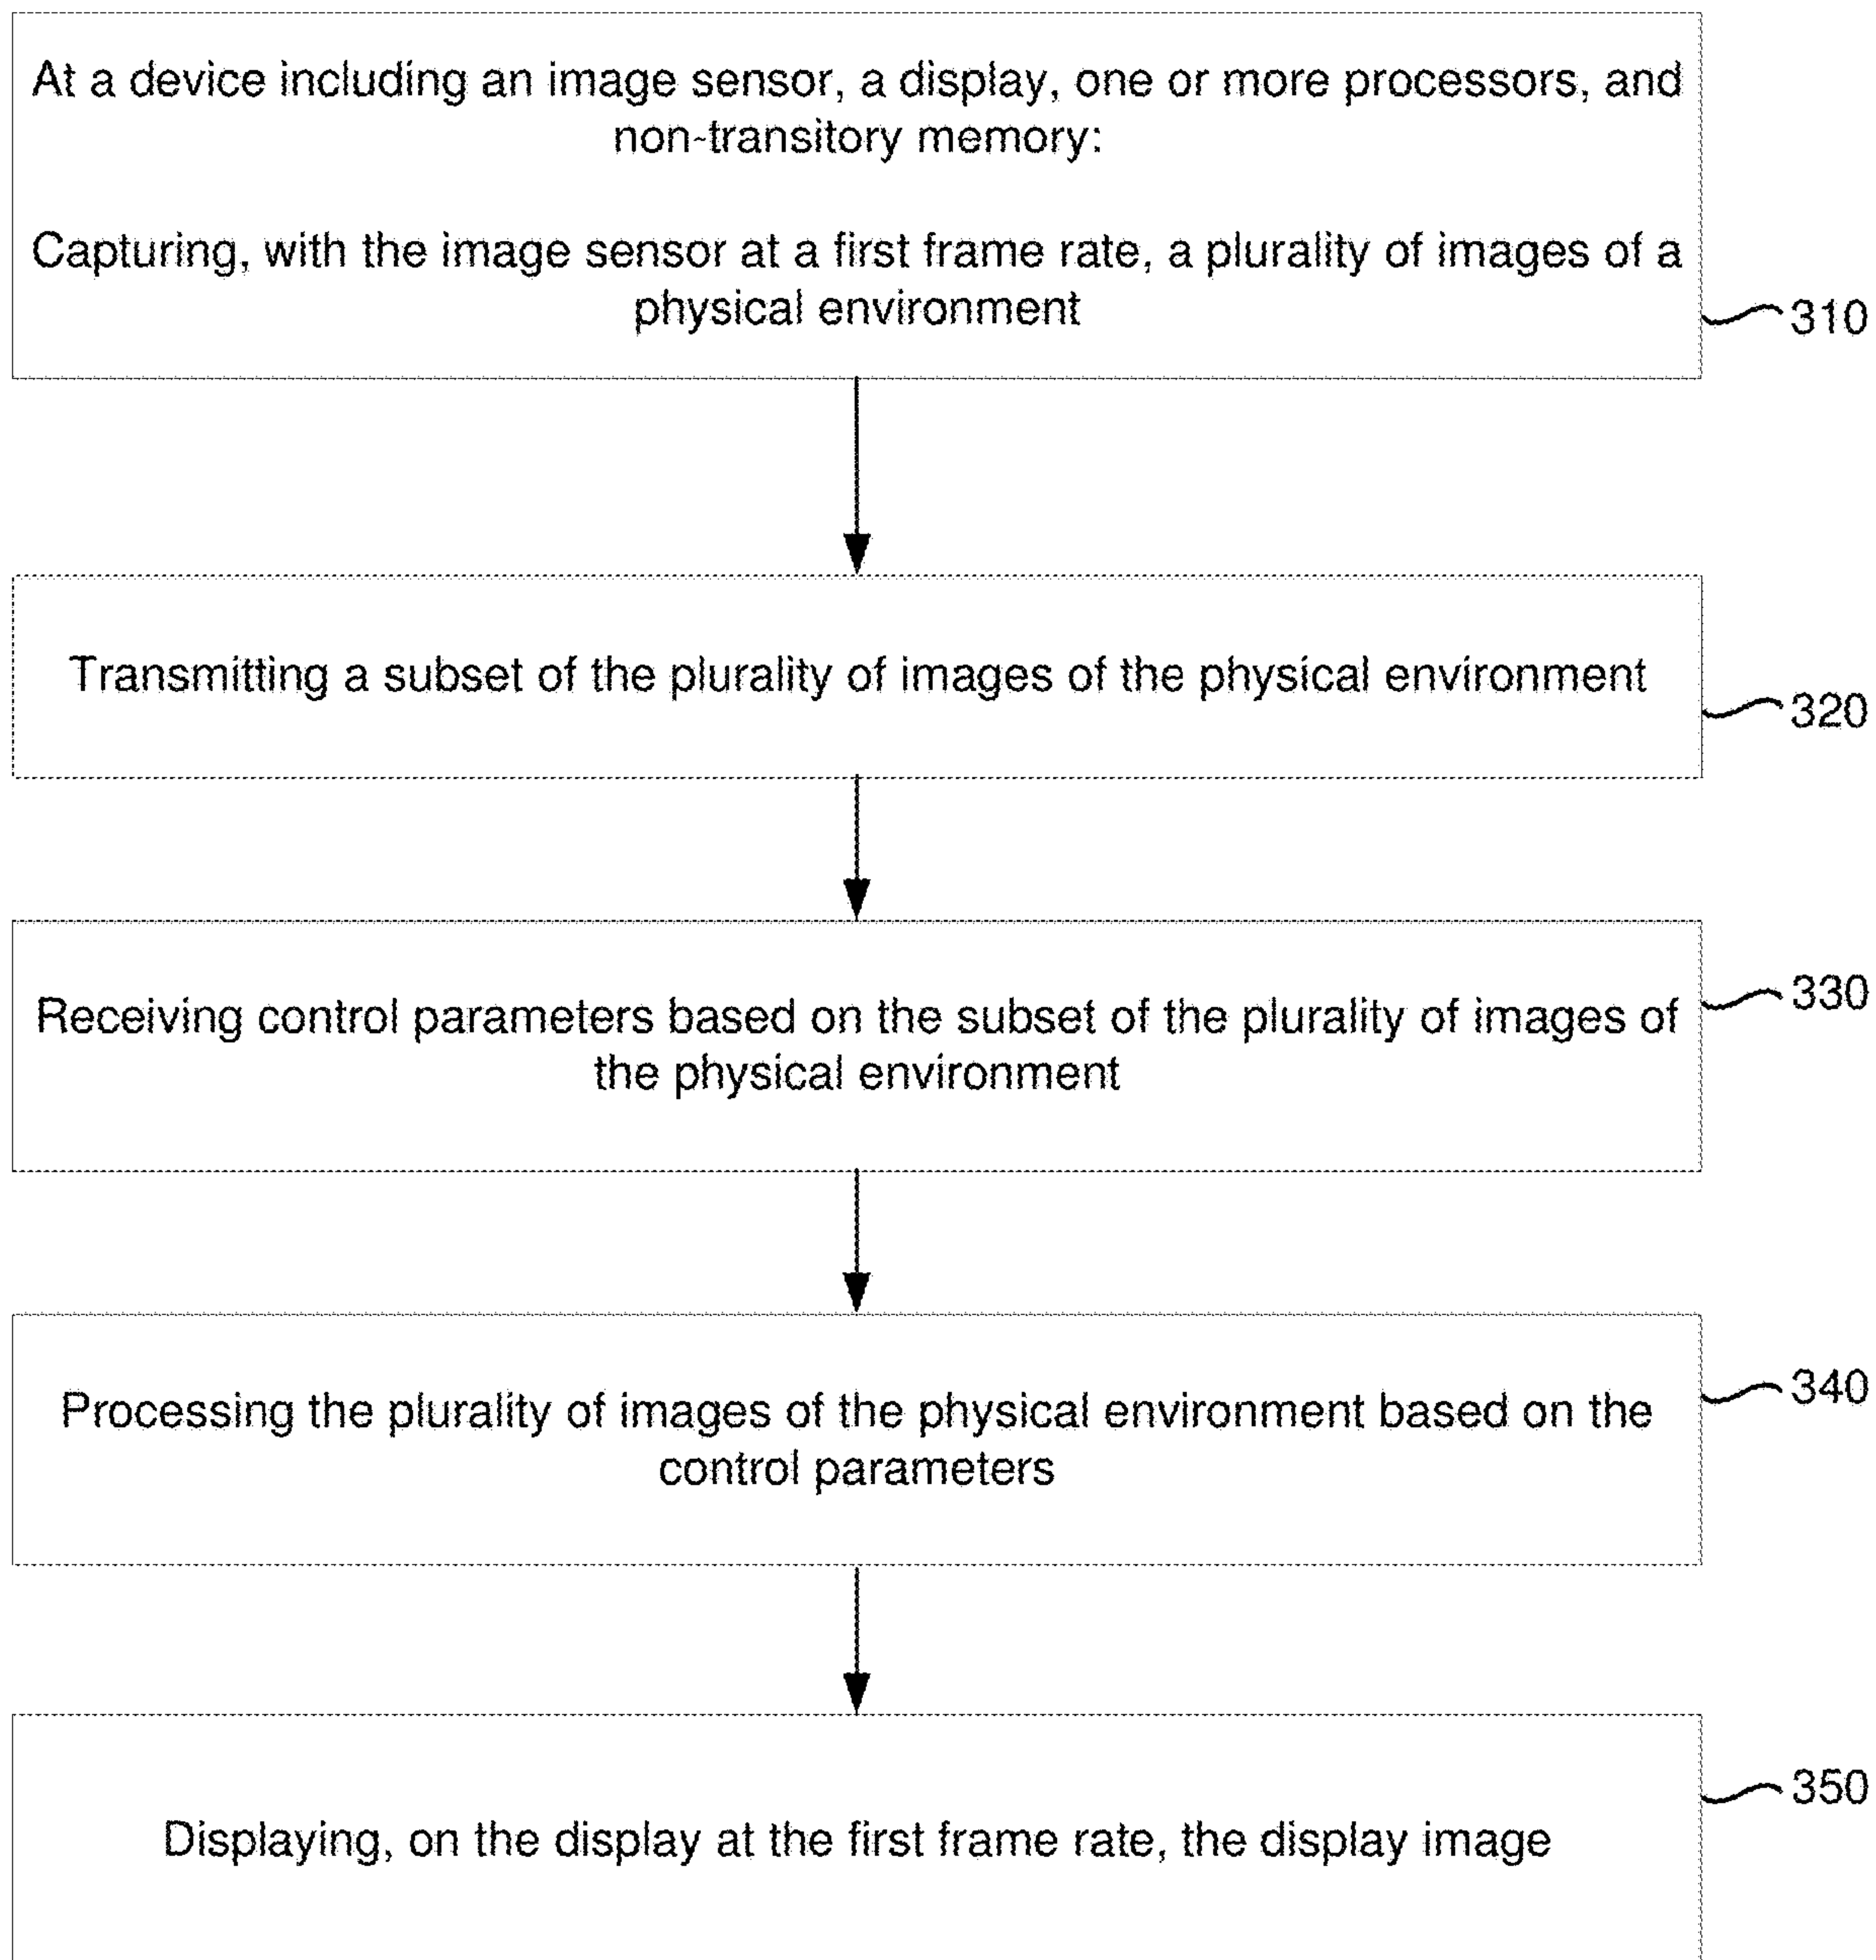 At a device including an image sensor, a display, one or more processors, and
non-transitory memory:
Capturing, with the image sensor at a first frame rate, a plurality of images of a
physical environment
310
Transmitting a subset of the plurality of images of the physical environment
320
Receiving control parameters based on the subset of the plurality of images of
the physical environment
330
Processing the plurality of images of the physical environment based on the
control parameters
340
Displaying, on the display at the first frame rate, the display image
350